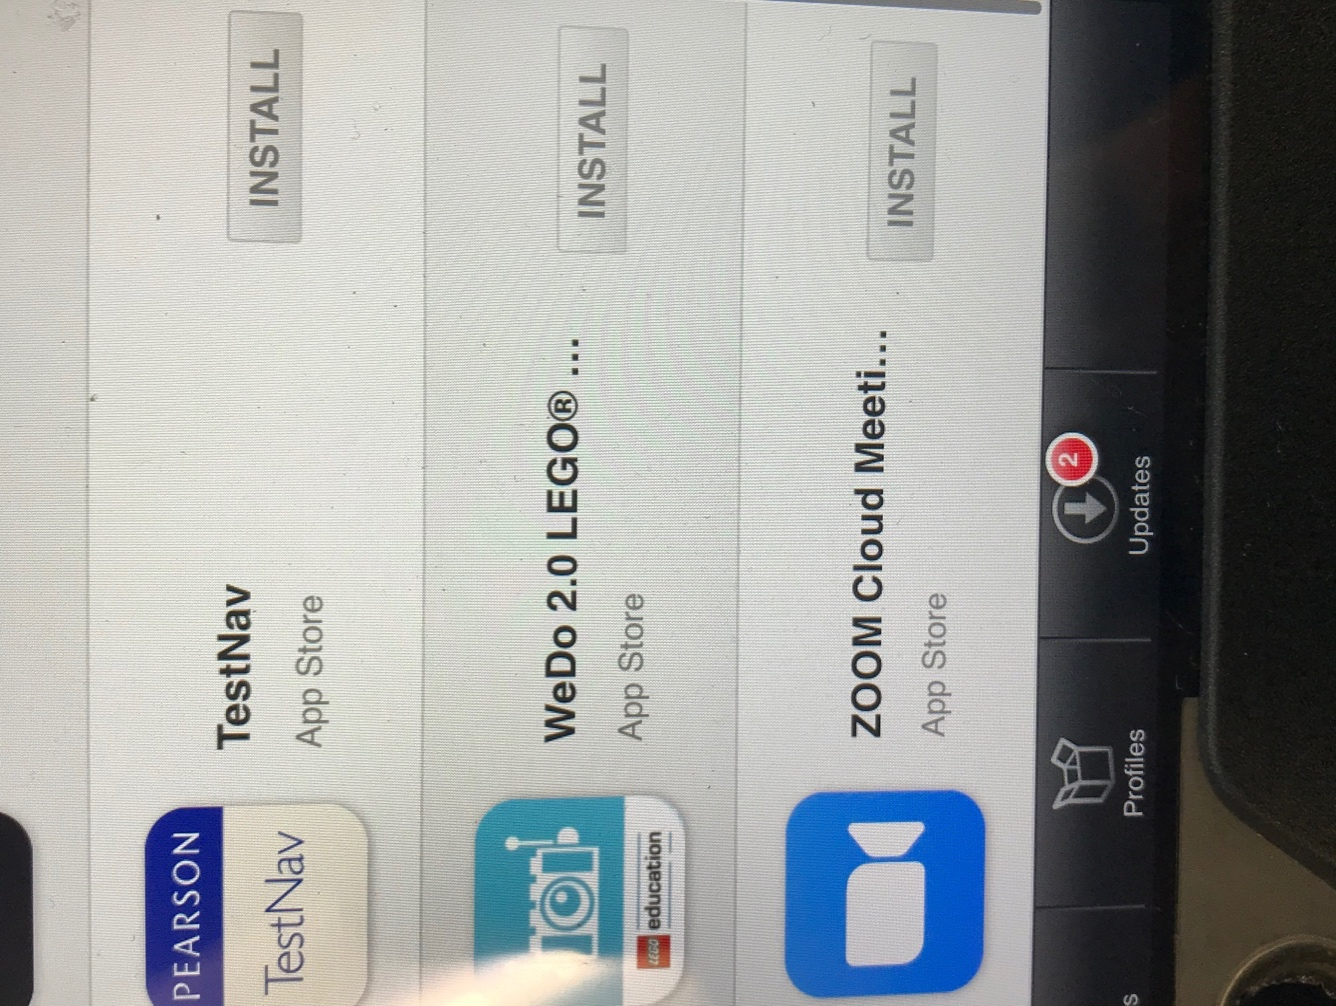 PEARSON
TestNav
TestNav
App Store
INSTALL
LEGO education
WeDo 2.0 LEGO® ...
App Store
INSTALL
ZOOM Cloud Meeti...
App Store
INSTALL
Profiles
Updates
2